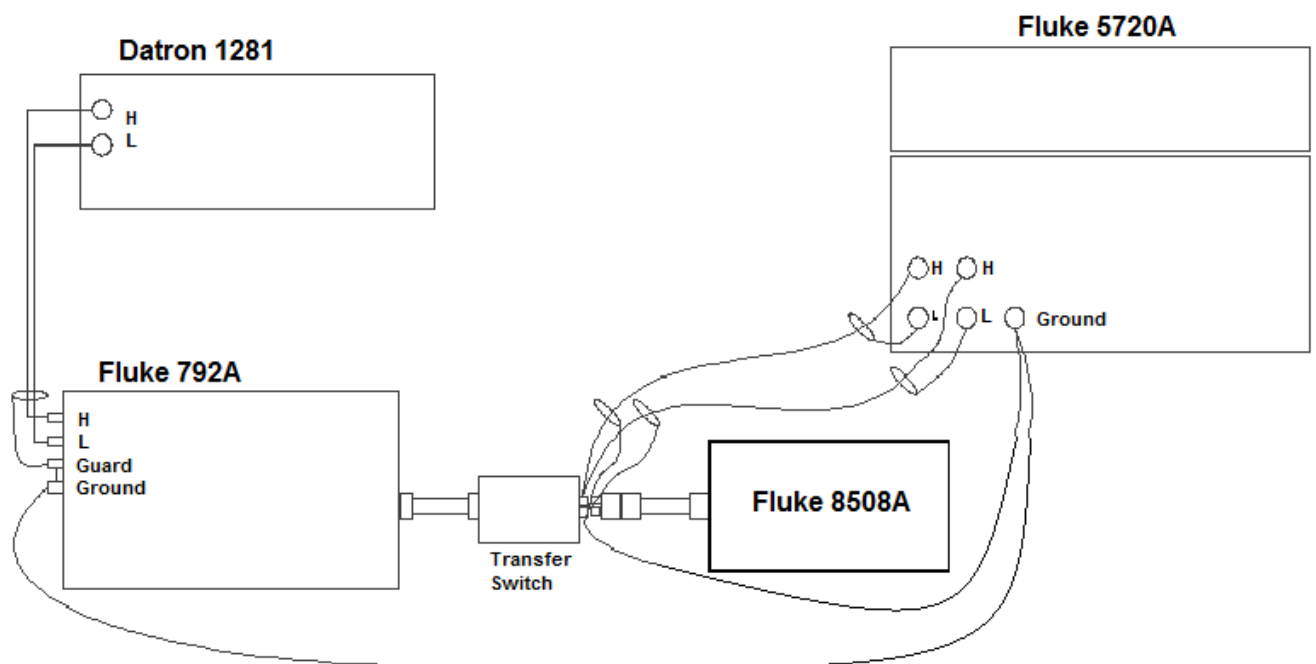 Fluke 5720A
Datron 1281
H
L
H
H
L
L
Ground
Fluke 792A
H
L
Guard
Ground
Fluke 8508A
Transfer
Switch